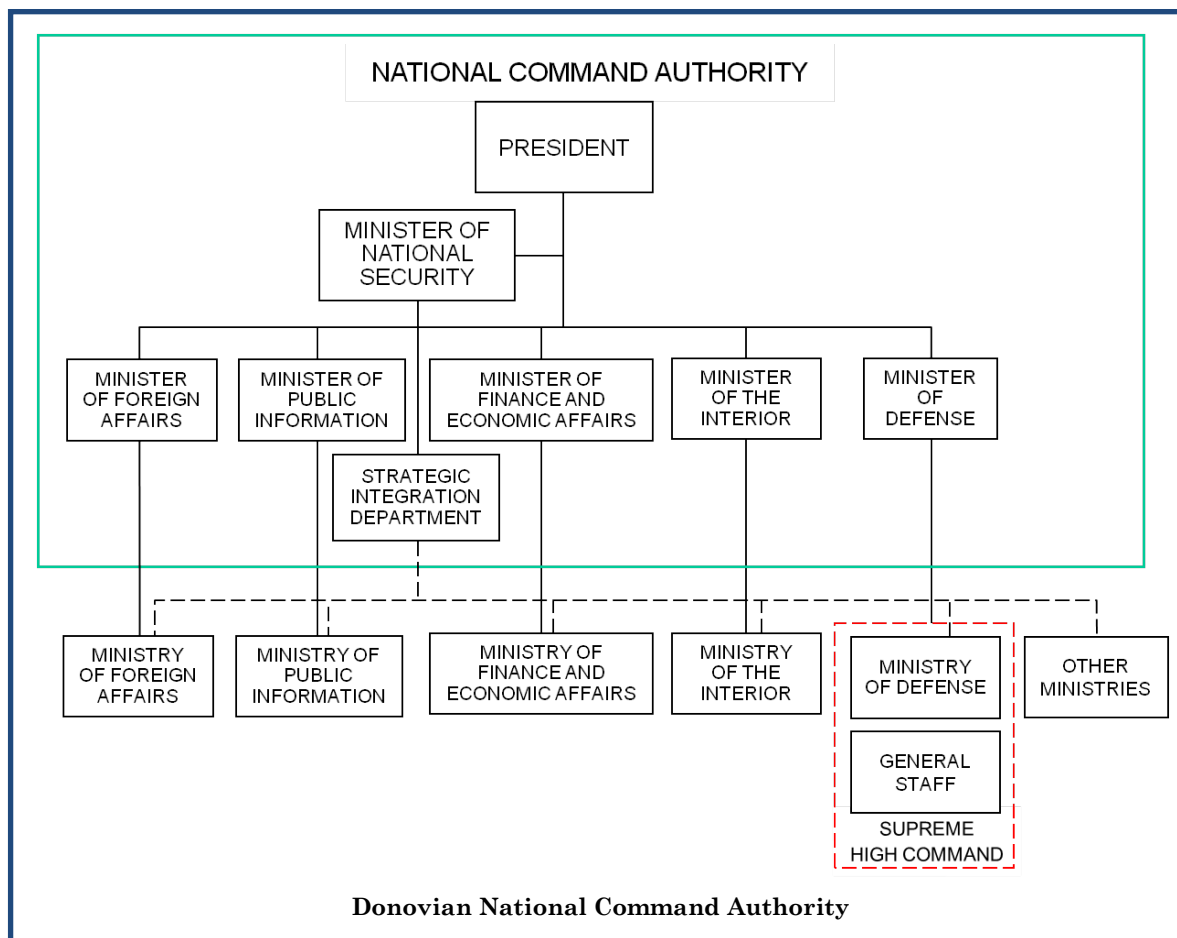 NATIONAL COMMAND AUTHORITY
PRESIDENT
MINISTER OF
NATIONAL
SECURITY
MINISTER
OF FOREIGN
AFFAIRS
MINISTER OF
PUBLIC
INFORMATION
MINISTER OF
FINANCE AND
ECONOMIC AFFAIRS
MINISTER
OF THE
INTERIOR
MINISTER
OF
DEFENSE
STRATEGIC
INTEGRATION
DEPARTMENT
MINISTRY
OF FOREIGN
AFFAIRS
MINISTRY OF
PUBLIC
INFORMATION
MINISTRY OF
FINANCE AND
ECONOMIC AFFAIRS
MINISTRY
OF THE
INTERIOR
MINISTRY
OF DEFENSE
OTHER
MINISTRIES
GENERAL
STAFF
SUPREME
HIGH COMMAND
Donovian National Command Authority